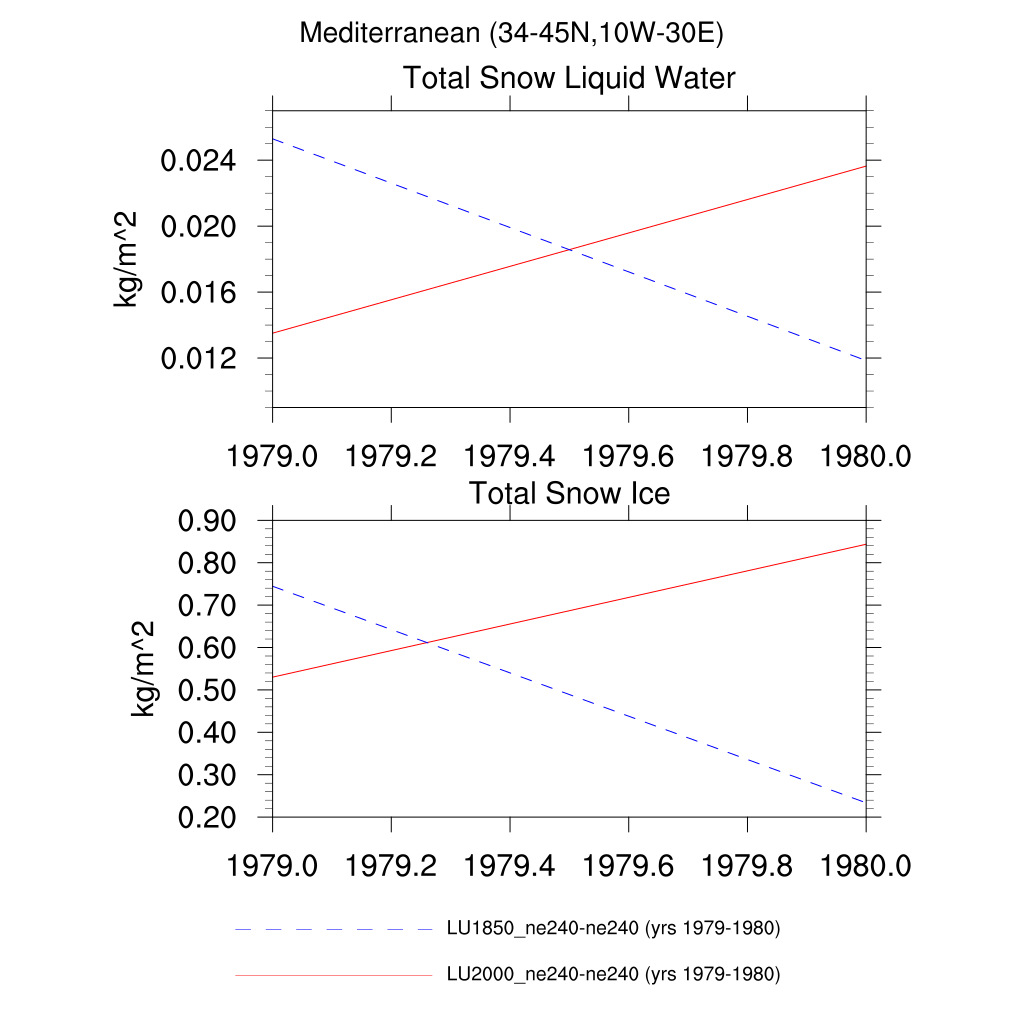 Mediterranean (34-45N,10W-30E)
Total Snow Liquid Water
0.024
0.020
0.016
0.012
kg/m^2
1979.0 1979.2 1979.4 1979.6 1979.8 1980.0
Total Snow Ice
0.90
0.80
0.70
0.60
0.50
0.40
0.30
0.20
kg/m^2
1979.0 1979.2 1979.4 1979.6 1979.8 1980.0
LU1850_ne240-ne240 (yrs 1979-1980)
LU2000_ne240-ne240 (yrs 1979-1980)